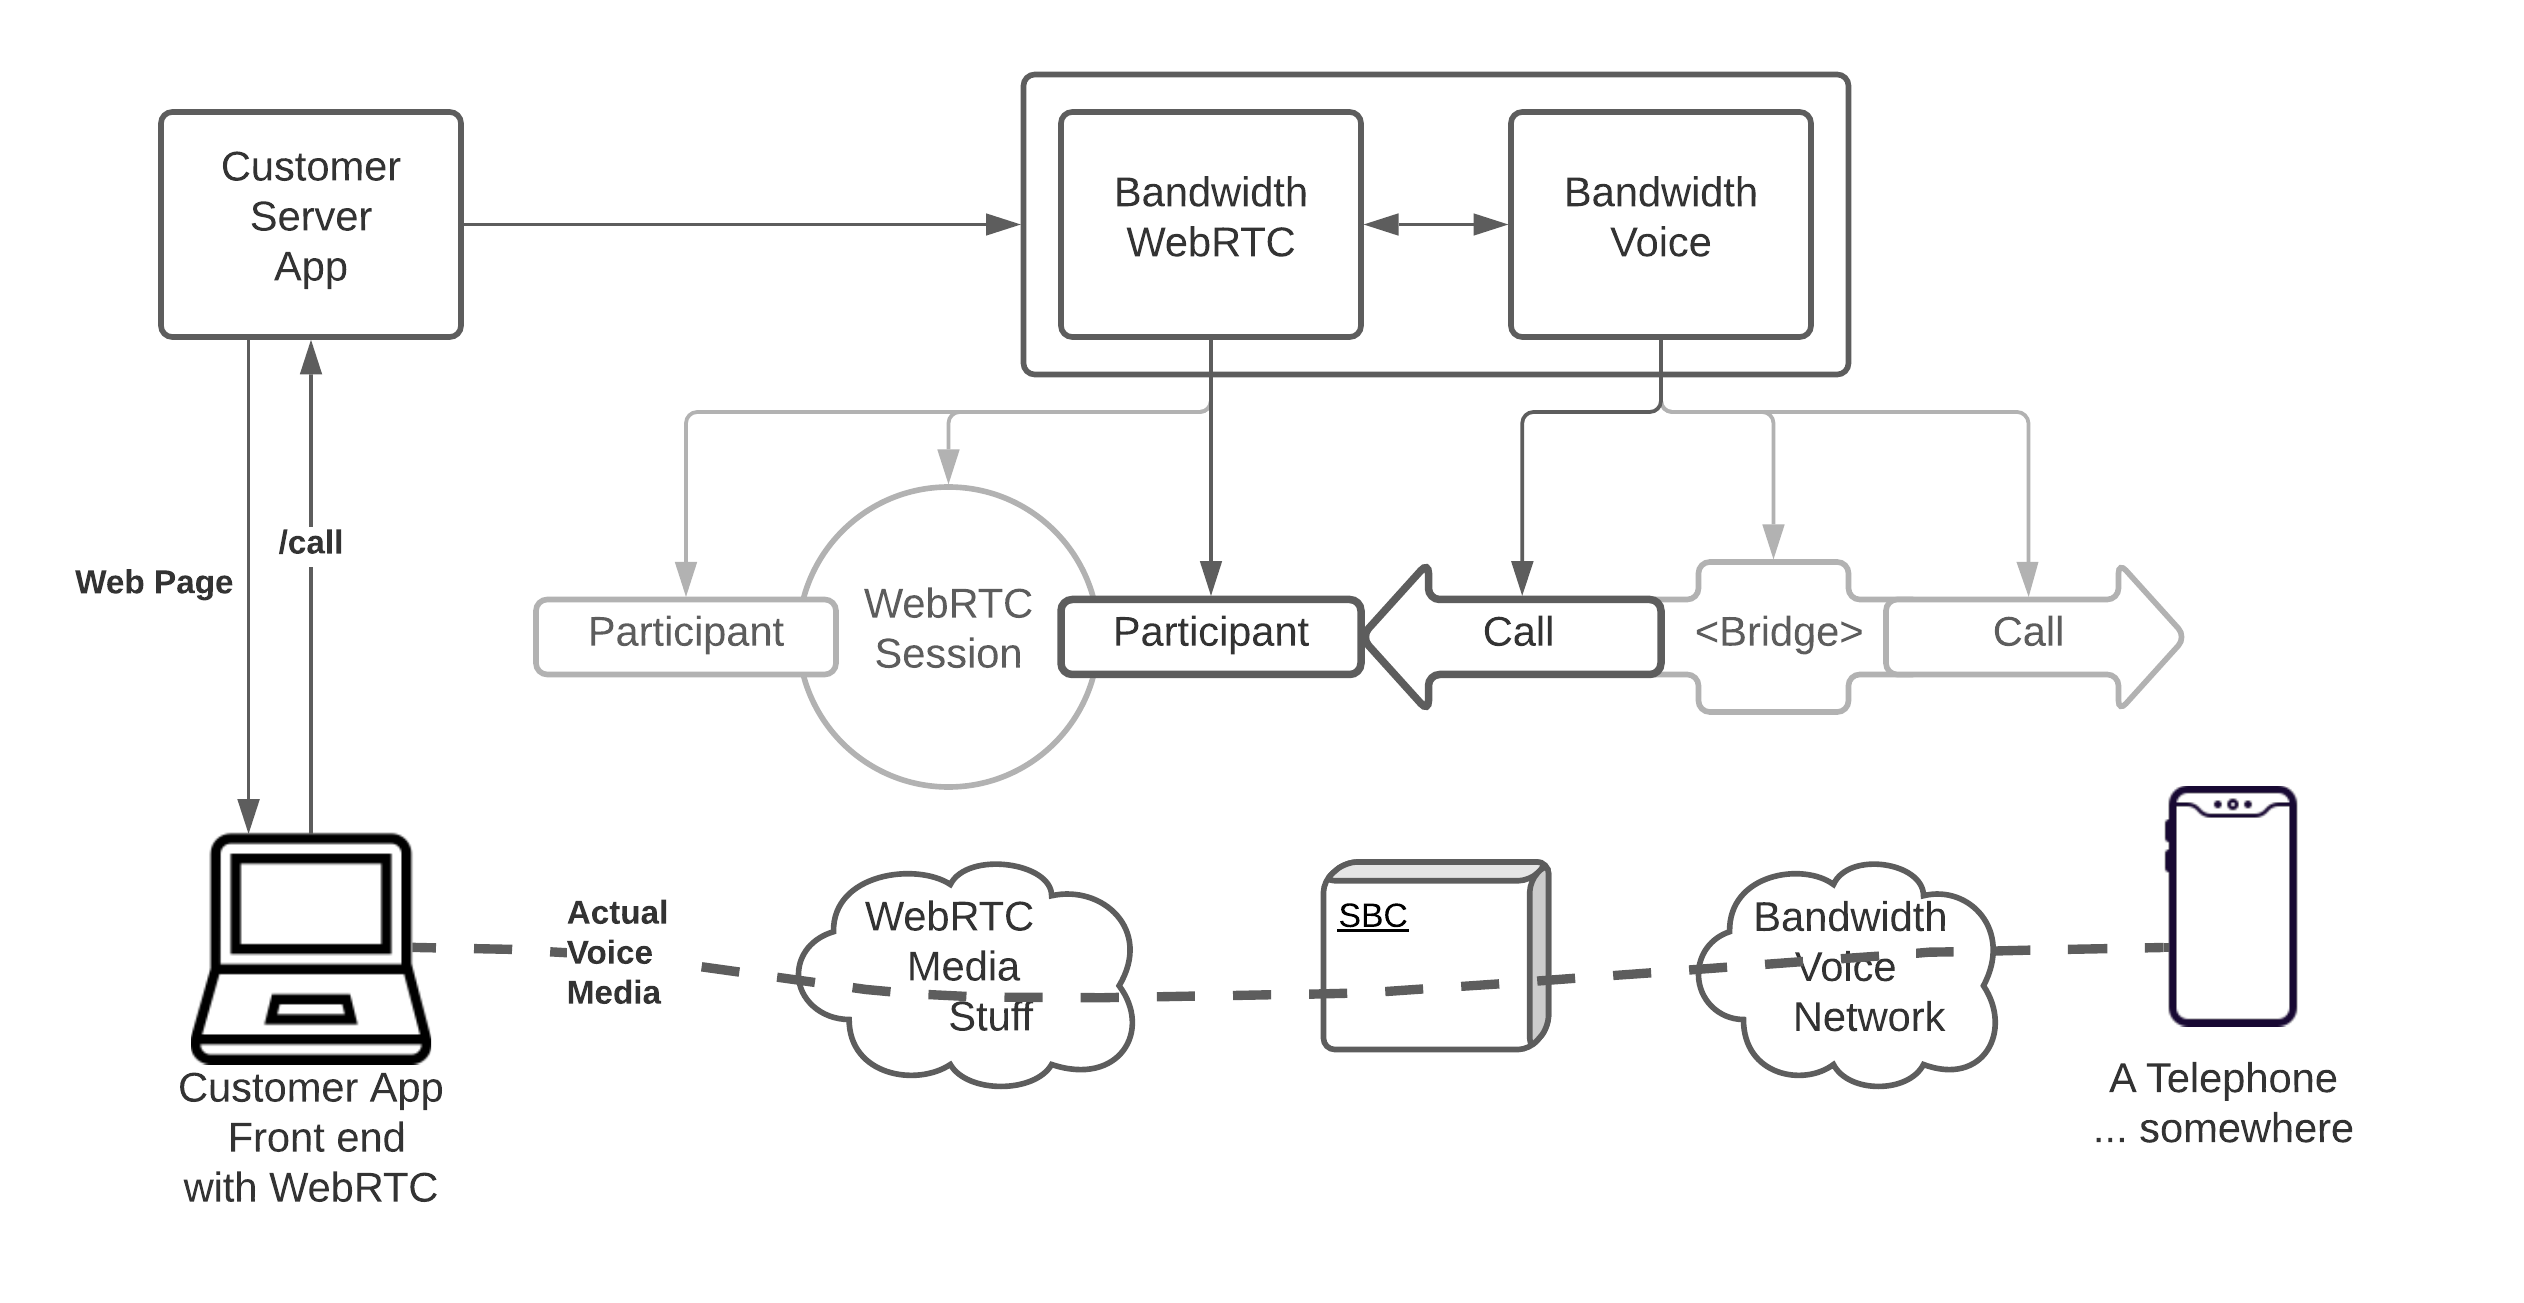 Customer
Server
App
Bandwidth
WebRTC
Bandwidth
Voice
/call
Web Page
Participant
WebRTC
Session
Participant
Call
<Bridge>
Call
Actual
Voice
Media
WebRTC
Media
Stuff
SBC
Bandwidth
Voice
Network
Customer App
Front end
with WebRTC
A Telephone
... somewhere